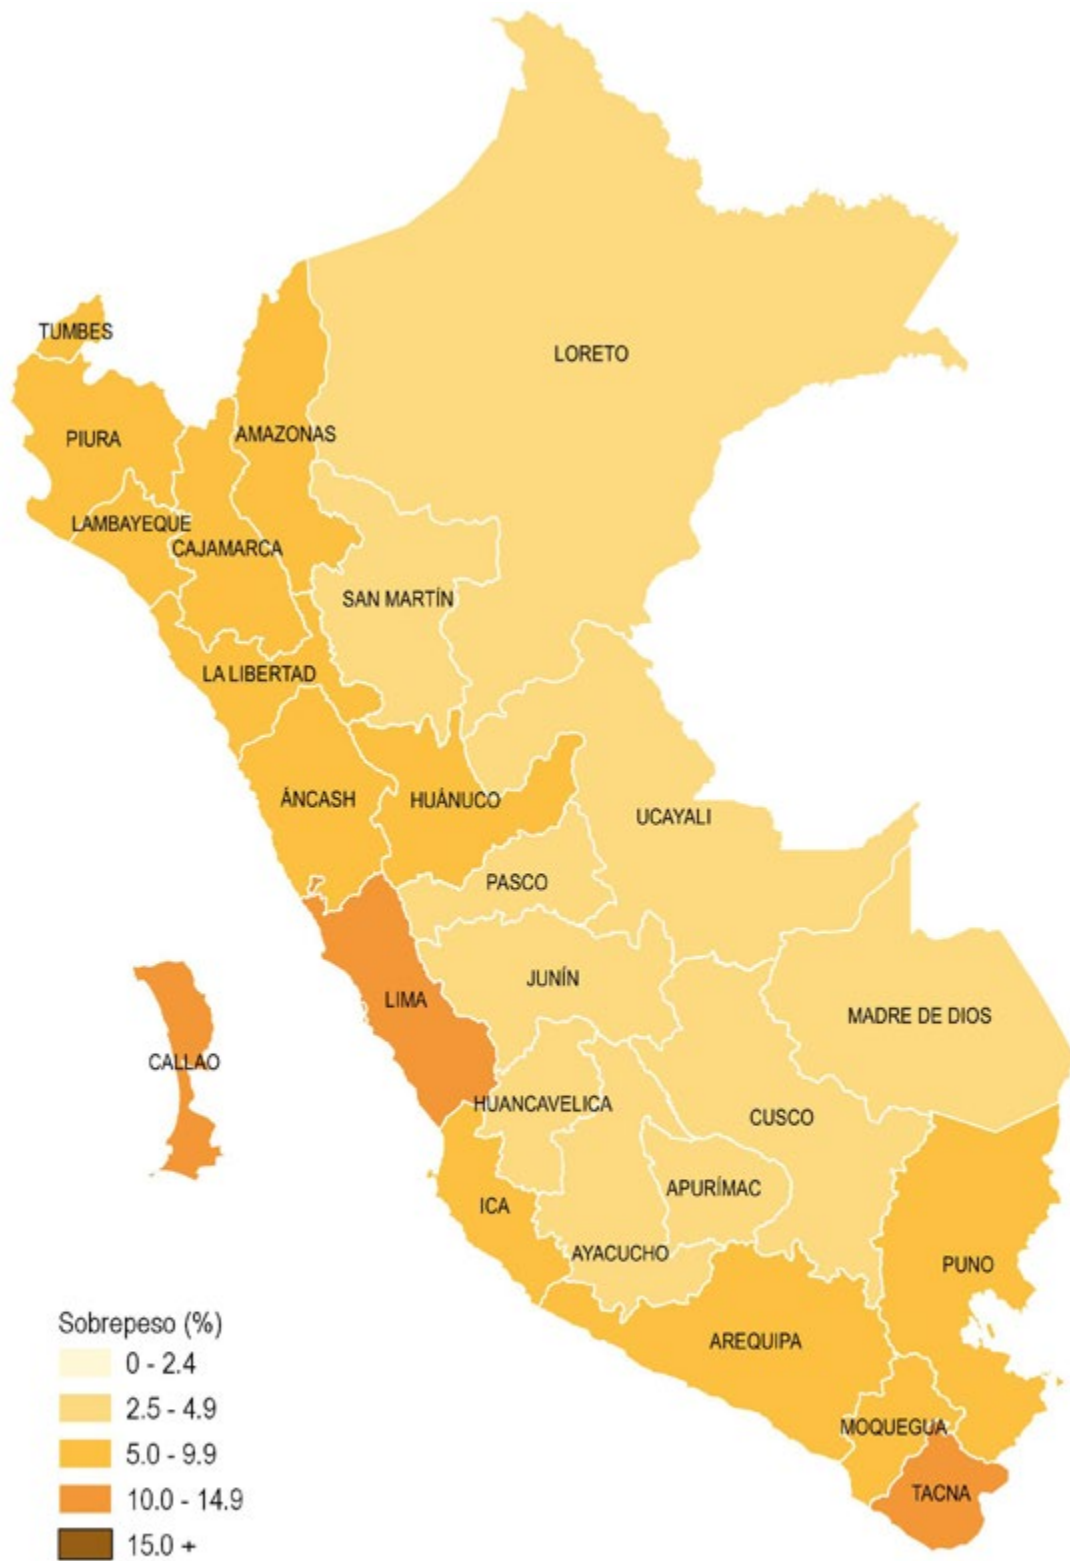 TUMBES
LORETO
PIURA
AMAZONAS
LAMBAYEQUE
CAJAMARCA
SAN MARTÍN
LA LIBERTAD
ÁNCASH
HUÁNUCO
UCAYALI
PASCO
JUNÍN
LIMA
MADRE DE DIOS
CALLAO
HUANCAVELICA
CUSCO
APURÍMAC
ICA
AYACUCHO
PUNO
AREQUIPA
MOQUEGUA
TACNA
Sobrepeso (%)
0 - 2.4
2.5 - 4.9
5.0 - 9.9
10.0 - 14.9
15.0 +